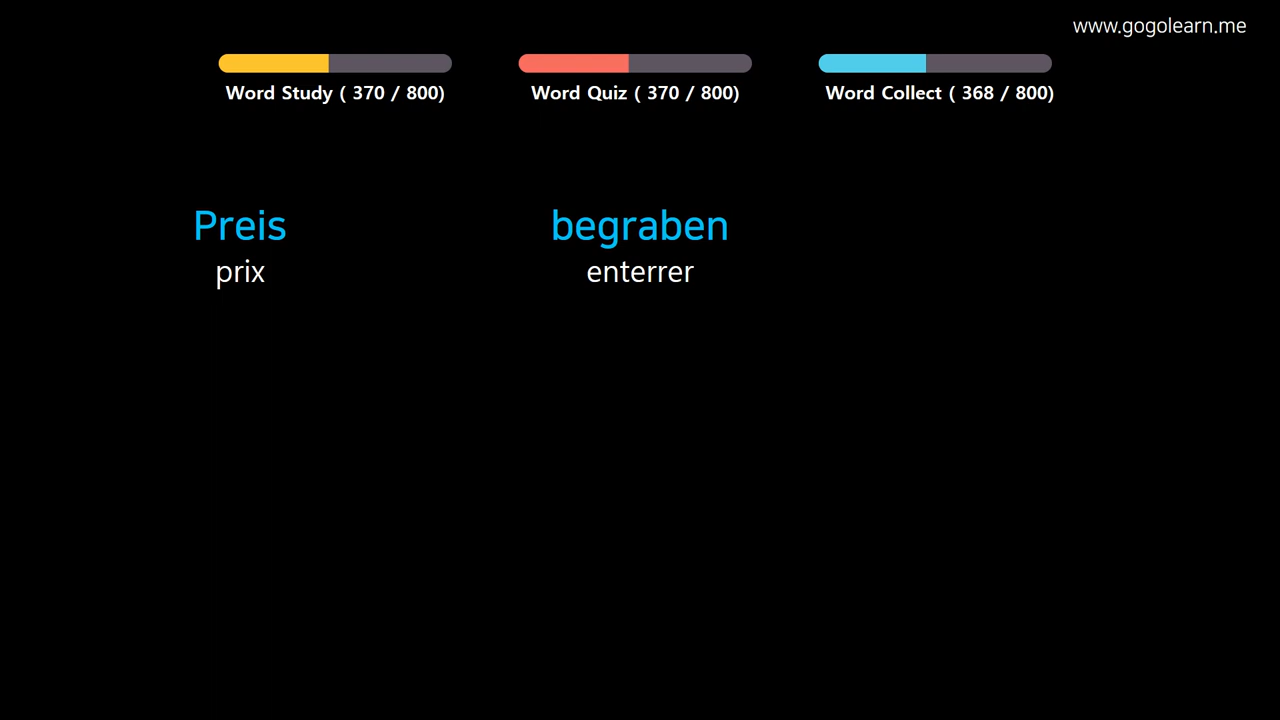 www.gogolearn.me
Word Study ( 370 / 800)
Word Quiz ( 370 / 800)
Word Collect ( 368 / 800)
Preis
prix
begraben
enterrer